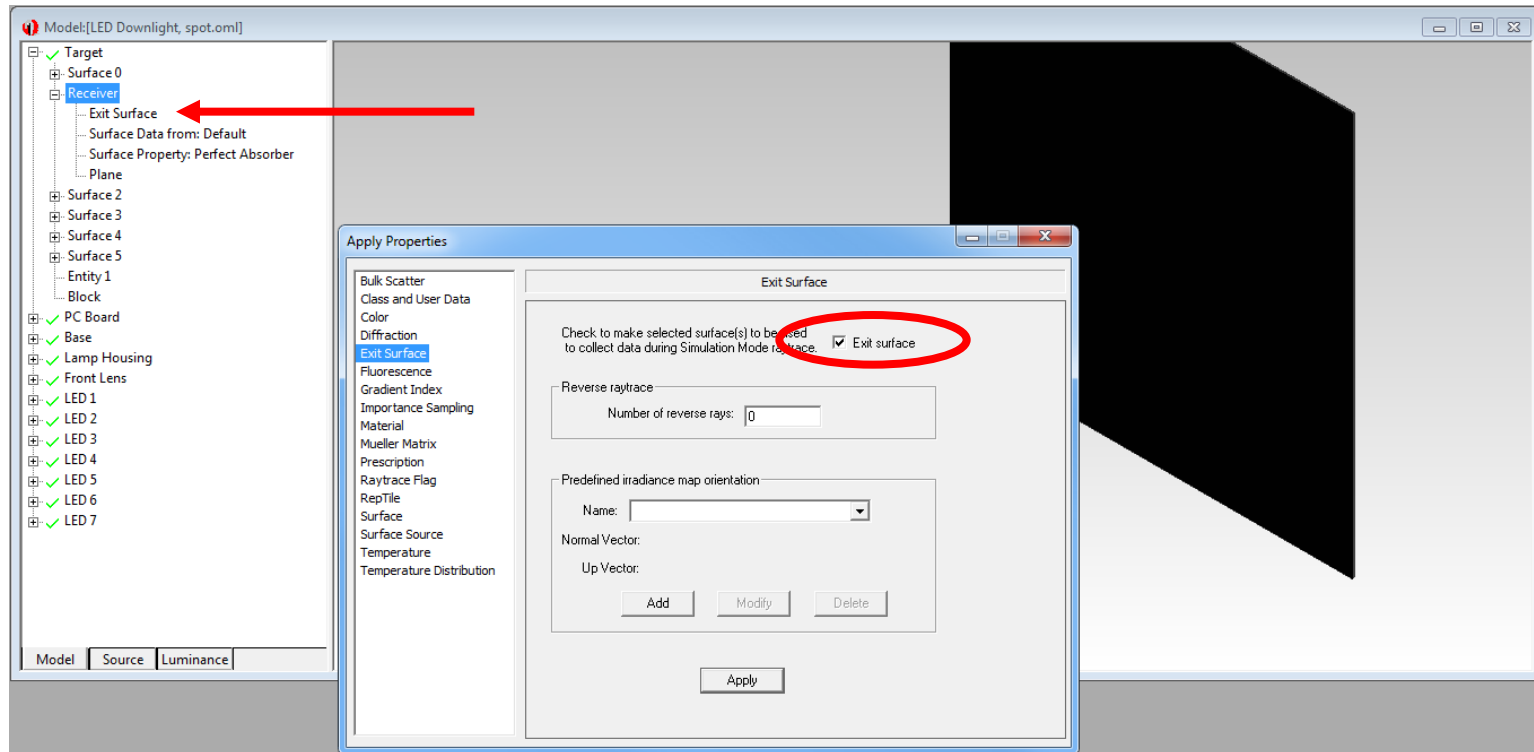 Model:[LED Downlight, spot.oml]
Target
Surface 0
Receiver
Exit Surface
Surface Data from: Default
Surface Property: Perfect Absorber
Plane
Surface 2
Surface 3
Surface 4
Surface 5
Entity 1
Block
PC Board
Base
Lamp Housing
Front Lens
LED 1
LED 2
LED 3
LED 4
LED 5
LED 6
LED 7
Model Source Luminance
Apply Properties
Bulk Scatter
Class and User Data
Color
Diffraction
Exit Surface
Fluorescence
Gradient Index
Importance Sampling
Material
Mueller Matrix
Prescription
Raytrace Flag
RepTile
Surface
Surface Source
Temperature
Temperature Distribution
Exit Surface
Check to make selected surface(s) to be used
to collect data during Simulation Mode raytrace.
Exit surface
Reverse raytrace
Number of reverse rays: 0
Predefined irradiance map orientation
Name:
Normal Vector:
Up Vector:
Add Modify Delete
Apply